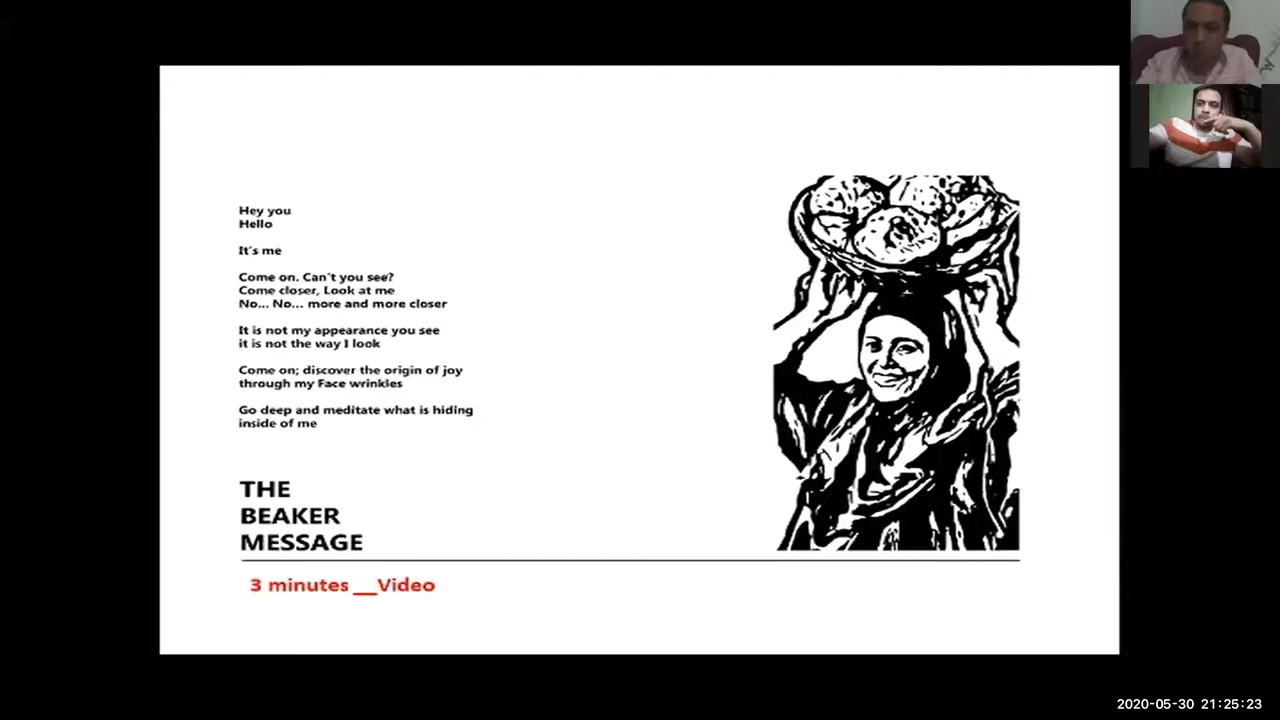 Hey you
Hello
It's me
Come on. Can't you see?
Come closer, Look at me
No... No... more and more closer
It is not my appearance you see
it is not the way I look
Come on; discover the origin of joy
through my Face wrinkles
Go deep and meditate what is hiding
inside of me
THE
BEAKER
MESSAGE
3 minutes __Video
2020-05-30 21:25:23